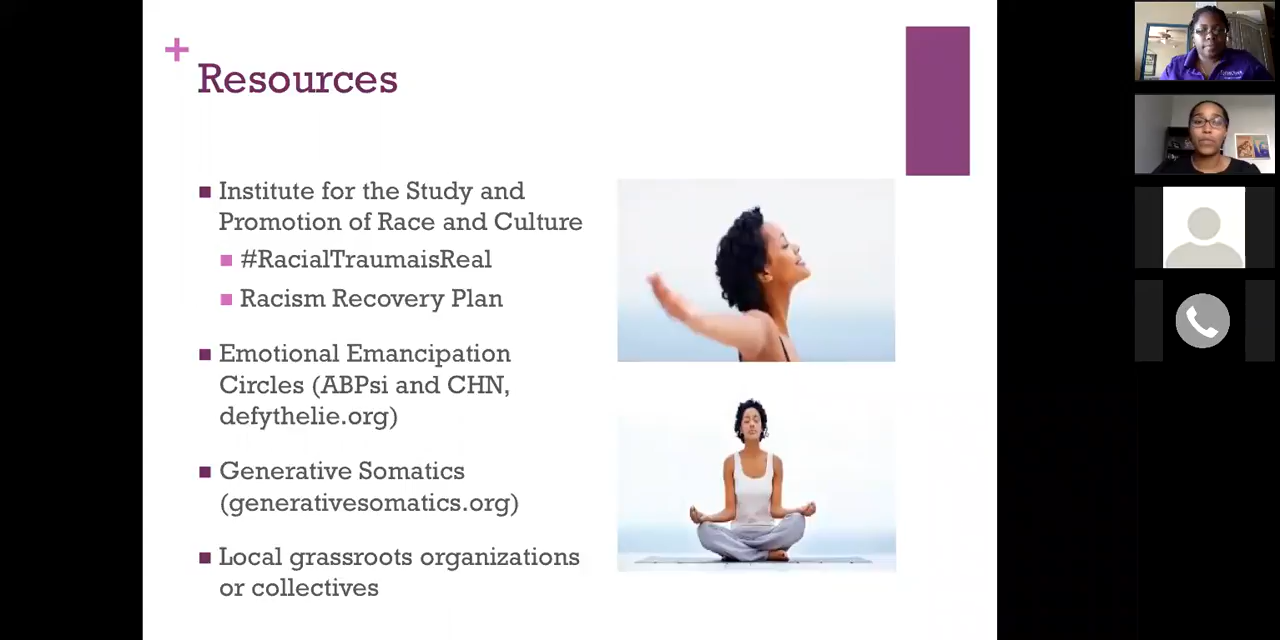 +
Resources
Institute for the Study and
Promotion of Race and Culture
#RacialTraumaisReal
Racism Recovery Plan
Emotional Emancipation
Circles (ABPsi and CHN,
defythelie.org)
Generative Somatics
(generativesomatics.org)
Local grassroots organizations
or collectives